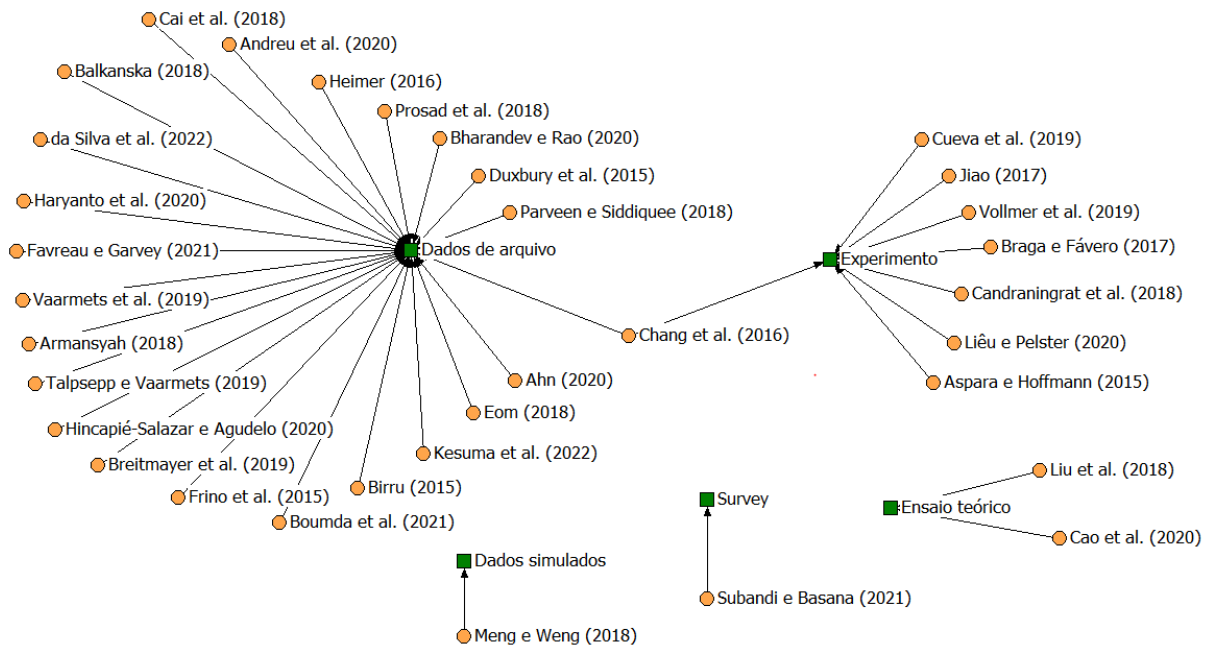 Cai et al. (2018)
Andreu et al. (2020)
Balkanska (2018)
Heimer (2016)
Prosad et al. (2018)
da Silva et al. (2022)
Bharandev e Rao (2020)
Cueva et al. (2019)
Duxbury et al. (2015)
Jiao (2017)
Haryanto et al. (2020)
Parveen e Siddiquee (2018)
Vollmer et al. (2019)
Favreau e Garvey (2021)
Dados de arquivo
Braga e Fávero (2017)
Experimento
Vaarmets et al. (2019)
Candraningrat et al. (2018)
Armansyah (2018)
Chang et al. (2016)
Liêu e Pelster (2020)
Talpsepp e Vaarmets (2019)
Ahn (2020)
Aspara e Hoffmann (2015)
Eom (2018)
Hincapié-Salazar e Agudelo (2020)
Kesuma et al. (2022)
Breitmayer et al. (2019)
Liu et al. (2018)
Birru (2015)
Frino et al. (2015)
Survey
Ensaio teórico
Boumda et al. (2021)
Cao et al. (2020)
Dados simulados
Subandi e Basana (2021)
Meng e Weng (2018)